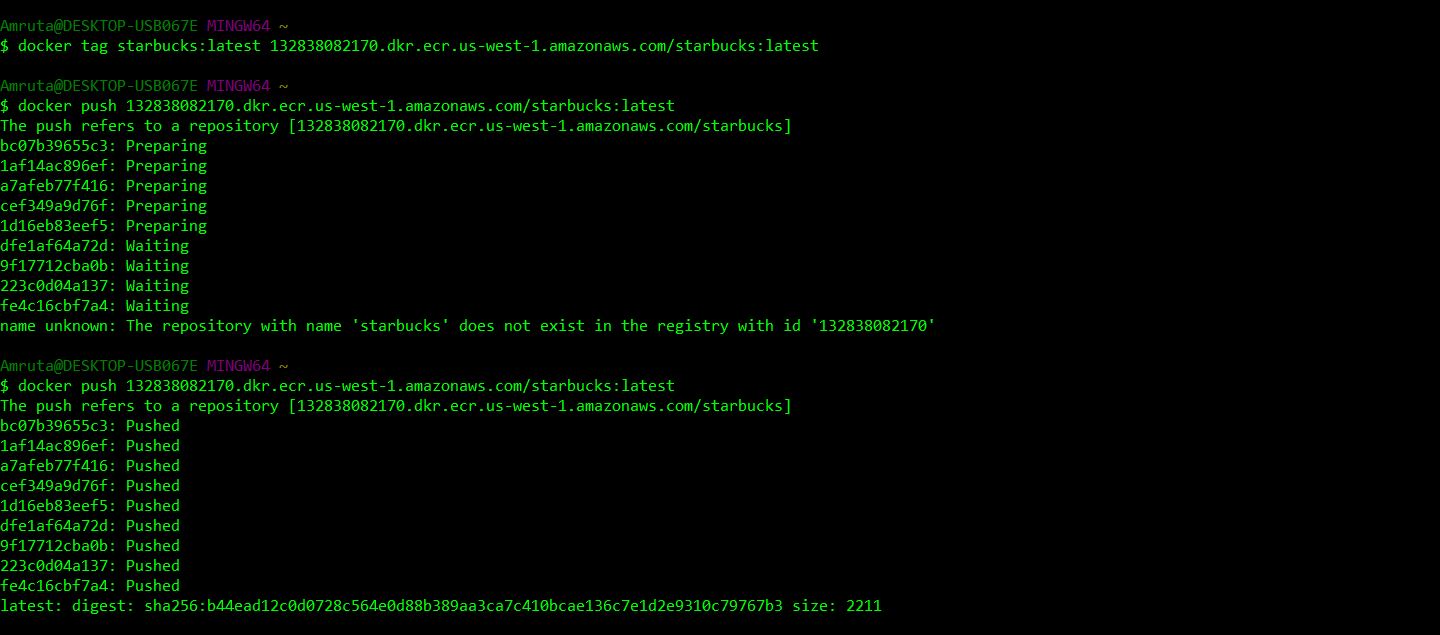 Amruta@DESKTOP-USB067E MINGW64 ~
$ docker tag starbucks:latest 132838082170.dkr.ecr.us-west-1.amazonaws.com/starbucks:latest
Amruta@DESKTOP-USB067E MINGW64 ~
$ docker push 132838082170.dkr.ecr.us-west-1.amazonaws.com/starbucks:latest
The push refers to a repository [132838082170.dkr.ecr.us-west-1.amazonaws.com/starbucks]
bc07b39655c3: Preparing
1af14ac896ef: Preparing
a7afeb77f416: Preparing
cef349a9d76f: Preparing
1d16eb83eef5: Preparing
dfe1af64a72d: Waiting
9f17712cba0b: Waiting
223c0d04a137: Waiting
fe4c16cbf7a4: Waiting
name unknown: The repository with name 'starbucks' does not exist in the registry with id '132838082170'
Amruta@DESKTOP-USB067E MINGW64 ~
$ docker push 132838082170.dkr.ecr.us-west-1.amazonaws.com/starbucks:latest
The push refers to a repository [132838082170.dkr.ecr.us-west-1.amazonaws.com/starbucks]
bc07b39655c3: Pushed
1af14ac896ef: Pushed
a7afeb77f416: Pushed
cef349a9d76f: Pushed
1d16eb83eef5: Pushed
dfe1af64a72d: Pushed
9f17712cba0b: Pushed
223c0d04a137: Pushed
fe4c16cbf7a4: Pushed
latest: digest: sha256:b44ead12c0d0728c564e0d88b389aa3ca7c410bcae136c7e1d2e9310c79767b3 size: 2211